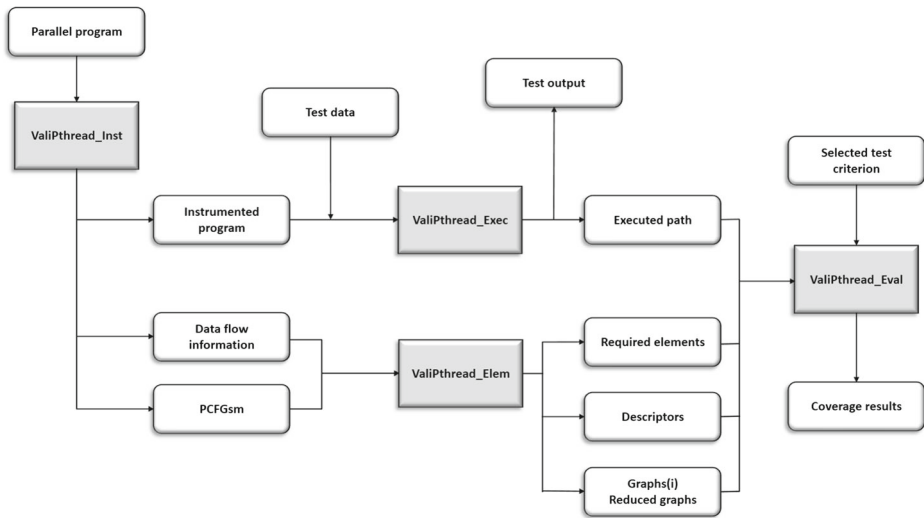 Parallel program
Test output
Test data
ValiPthread_Inst
Selected test
criterion
Instrumented
program
ValiPthread_Exec
Executed path
ValiPthread_Eval
Data flow
information
Required elements
ValiPthread_Elem
PCFGsm
Descriptors
Coverage results
Graphs(i)
Reduced graphs